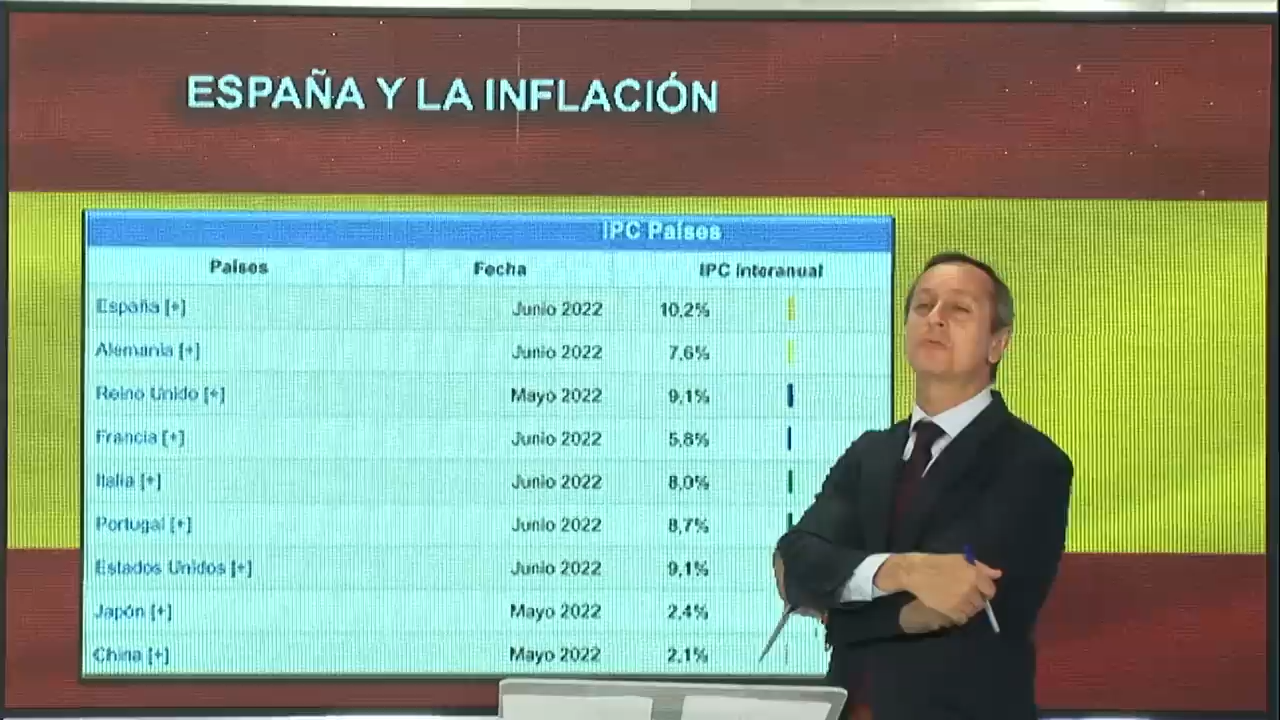 ESPAÑA Y LA INFLACIÓN
IPC Países
Países Fecha IPC Interanual
España [+] Junio 2022 10,2%
Alemania [+] Junio 2022 7,6%
Reino Unido [+] Mayo 2022 9,1%
Francia [+] Junio 2022 5,8%
Italia [+] Junio 2022 8,0%
Portugal [+] Junio 2022 8,7%
Estados Unidos [+] Junio 2022 9,1%
Japón [+] Mayo 2022 2,4%
China [+] Mayo 2022 2,1%